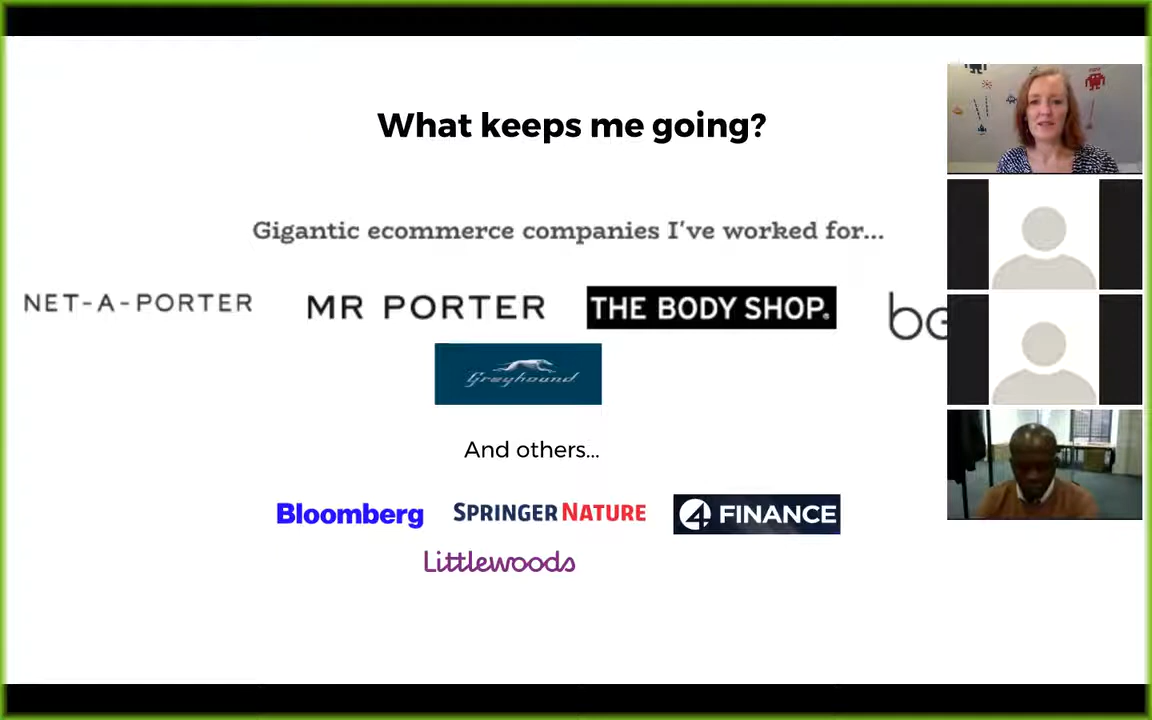 What keeps me going?
Gigantic ecommerce companies I've worked for...
NET-A-PORTER MR PORTER THE BODY SHOP.®
Greyhound
And others...
Bloomberg SPRINGER NATURE 4 FINANCE
Littlewoods